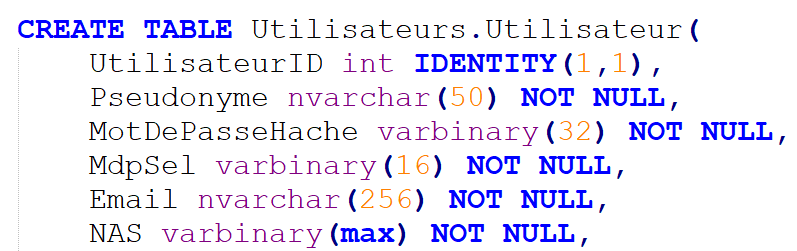 CREATE TABLE Utilisateurs.Utilisateur(
UtilisateurID int IDENTITY(1,1),
Pseudonyme nvarchar(50) NOT NULL,
MotDePasseHache varbinary(32) NOT NULL,
MdpSel varbinary(16) NOT NULL,
Email nvarchar(256) NOT NULL,
NAS varbinary(max) NOT NULL,